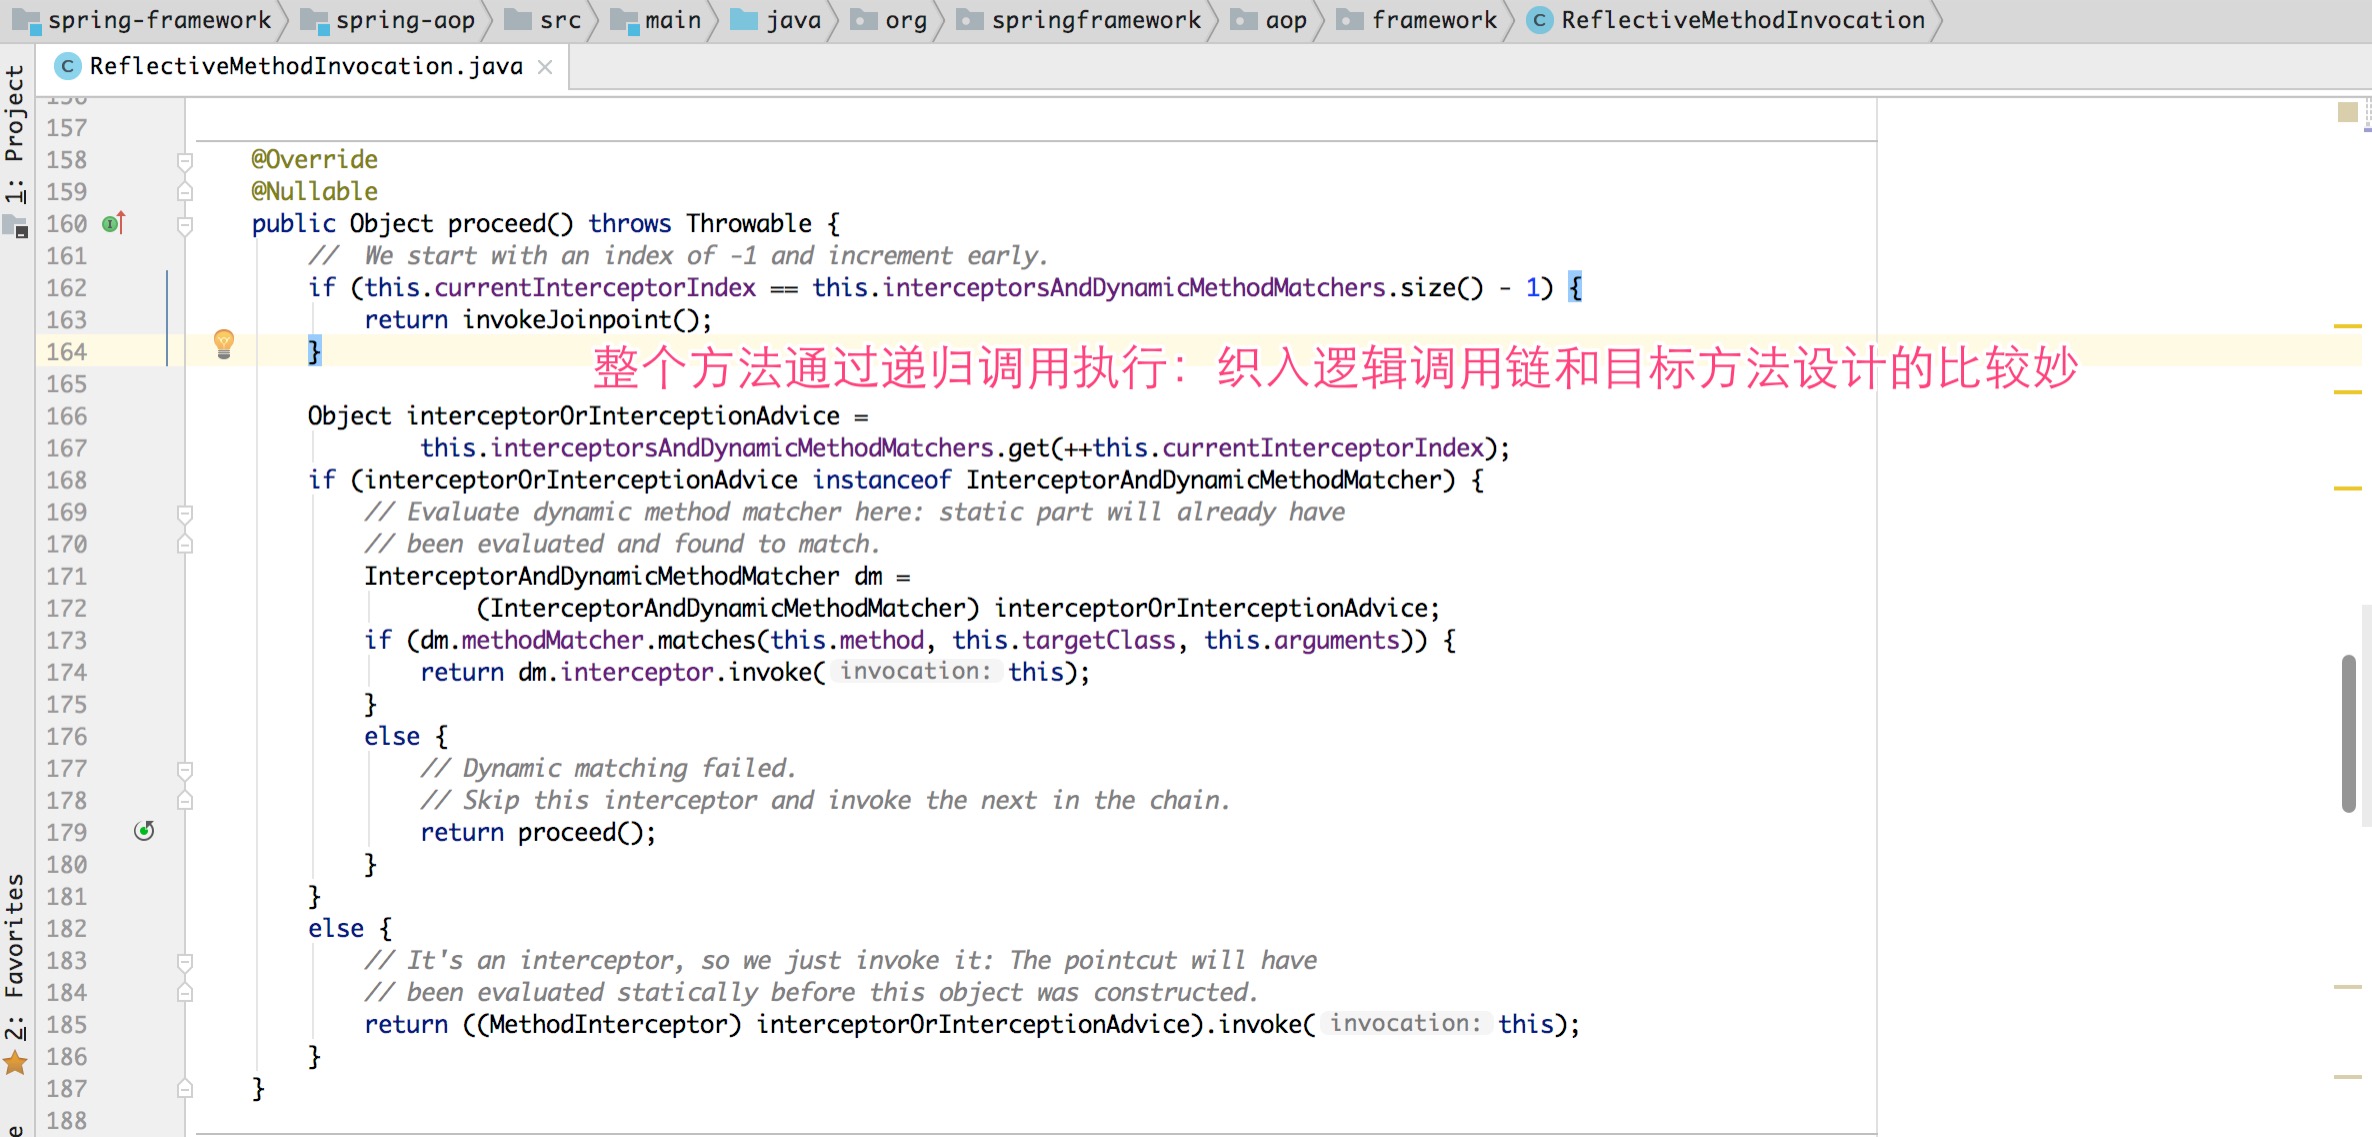 spring-framework spring-aop src main java org springframework aop framework ReflectiveMethodInvocation
ReflectiveMethodInvocation.java
1: Project
2: Favorites
157
158 @Override
159 @Nullable
160 public Object proceed() throws Throwable {
161 //  We start with an index of -1 and increment early.
162 if (this.currentInterceptorIndex == this.interceptorsAndDynamicMethodMatchers.size() - 1) {
163 return invokeJoinpoint();
164 }
整个方法通过递归调用执行：织入逻辑调用链和目标方法设计的比较妙
165
166 Object interceptorOrInterceptionAdvice =
167 this.interceptorsAndDynamicMethodMatchers.get(++this.currentInterceptorIndex);
168 if (interceptorOrInterceptionAdvice instanceof InterceptorAndDynamicMethodMatcher) {
169 // Evaluate dynamic method matcher here: static part will already have
170 // been evaluated and found to match.
171 InterceptorAndDynamicMethodMatcher dm =
172 (InterceptorAndDynamicMethodMatcher) interceptorOrInterceptionAdvice;
173 if (dm.methodMatcher.matches(this.method, this.targetClass, this.arguments)) {
174 return dm.interceptor.invoke( invocation: this);
175 }
176 else {
177 // Dynamic matching failed.
178 // Skip this interceptor and invoke the next in the chain.
179 return proceed();
180 }
181 }
182 else {
183 // It's an interceptor, so we just invoke it: The pointcut will have
184 // been evaluated statically before this object was constructed.
185 return ((MethodInterceptor) interceptorOrInterceptionAdvice).invoke( invocation: this);
186 }
187 }
188